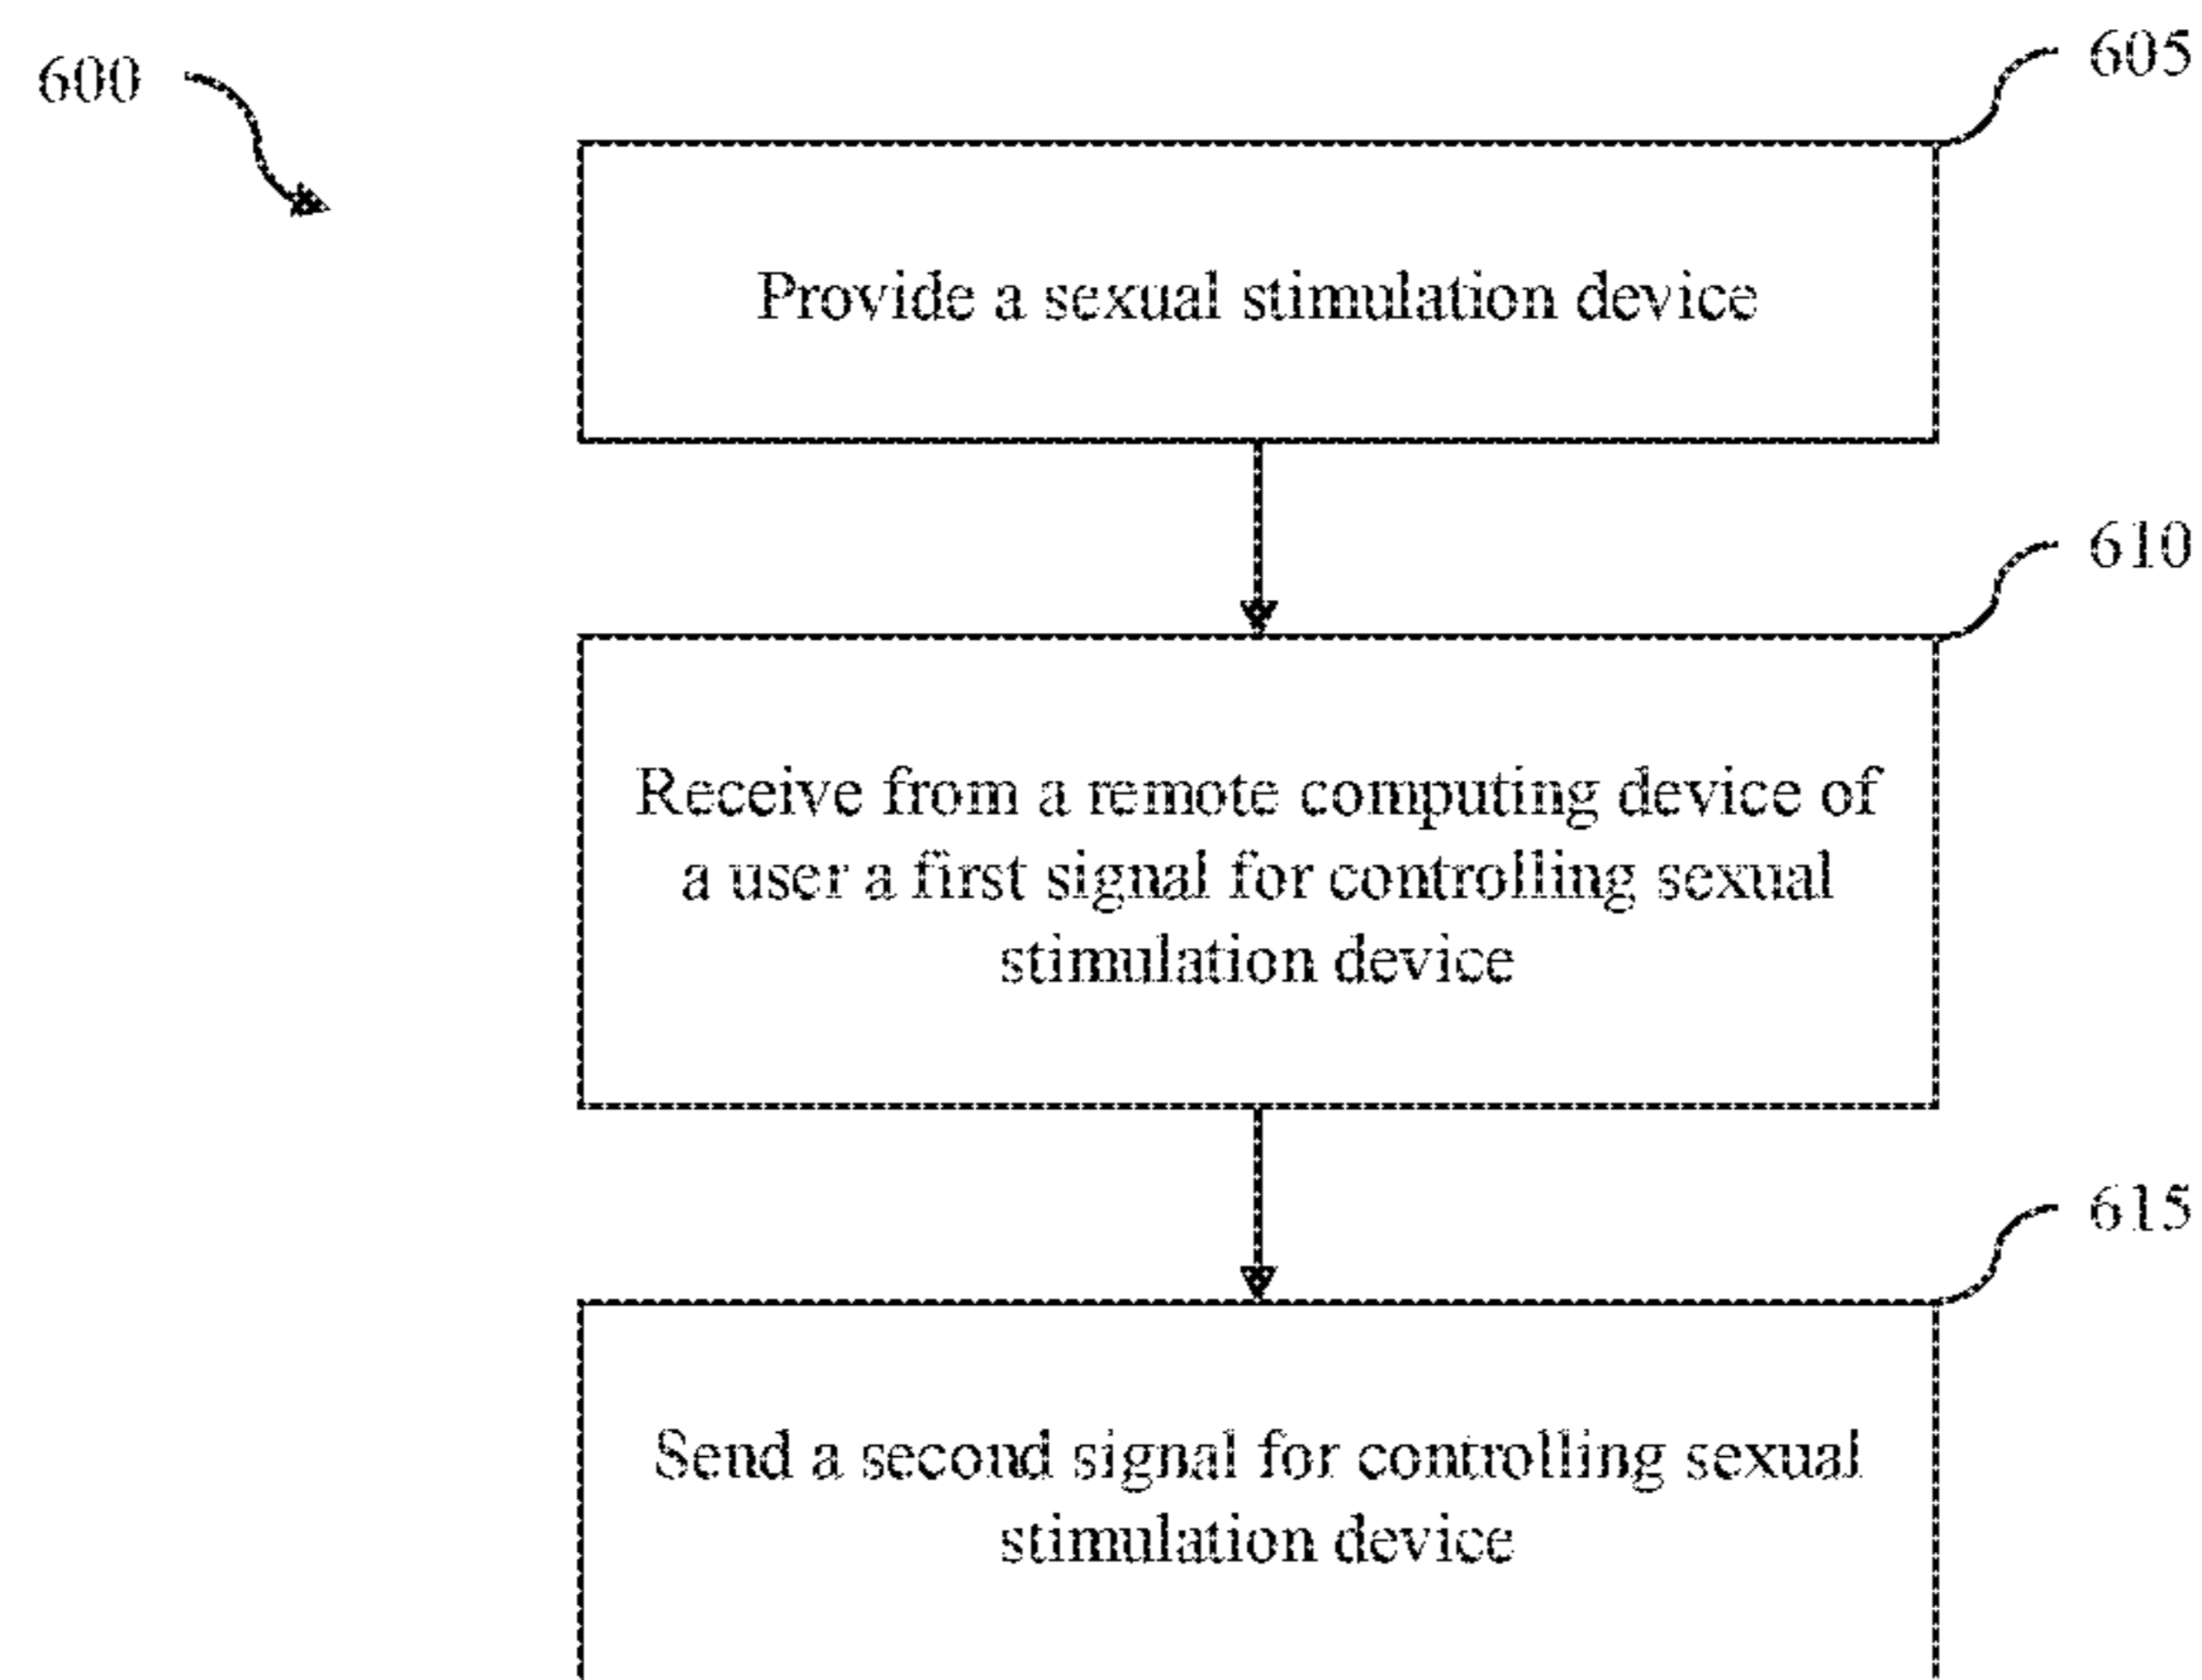 600
605
Provide a sexual stimulation device
610
Receive from a remote computing device of
a user a first signal for controlling sexual
stimulation device
615
Send a second signal for controlling sexual
stimulation device